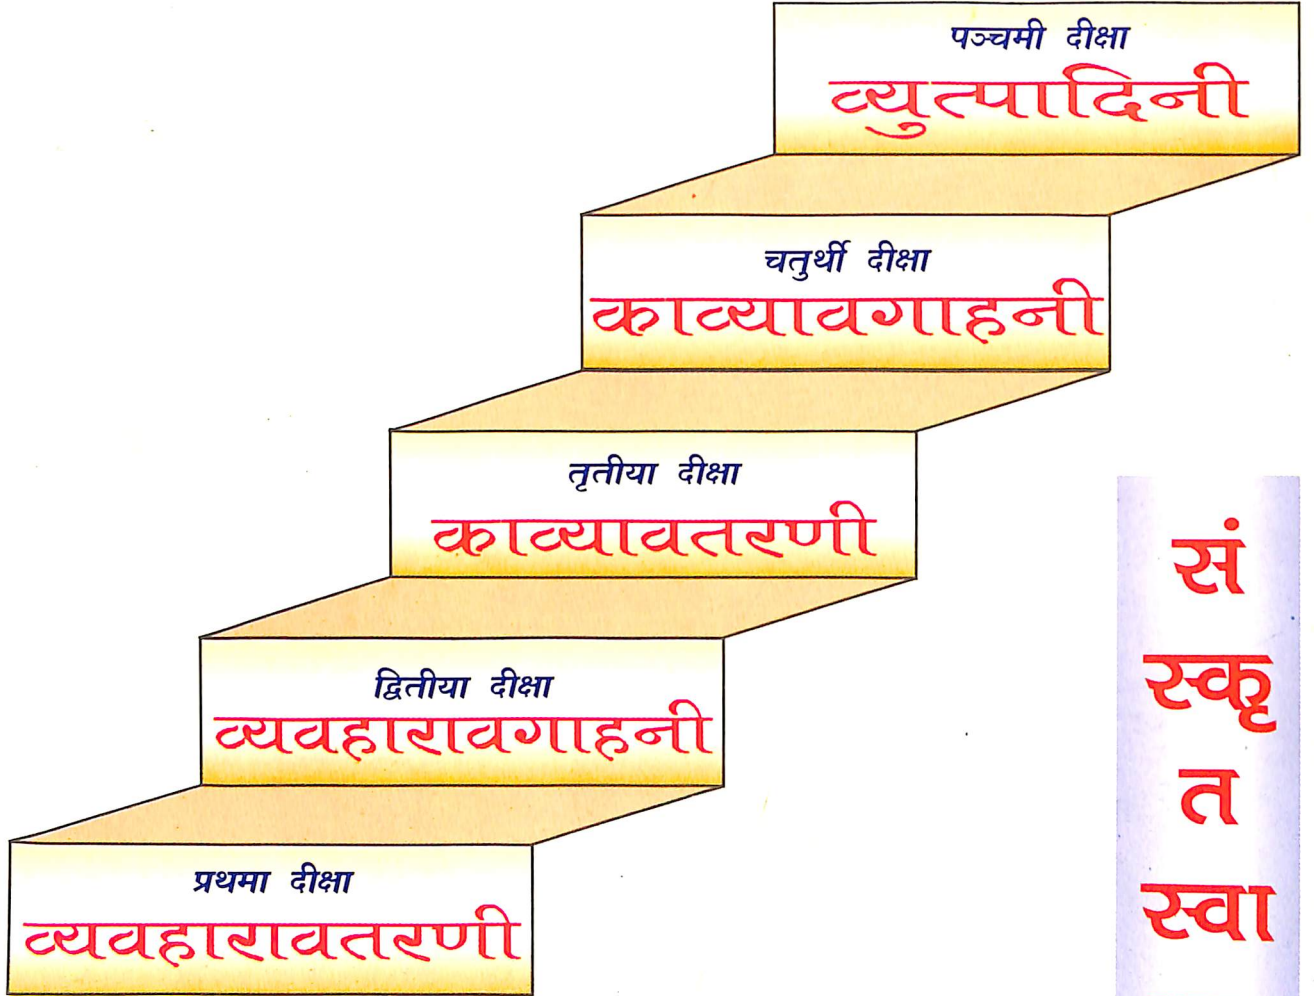 पञ्चमी दीक्षा
व्युत्पादिनी
चतुर्थी दीक्षा
काव्यावगाहनी
तृतीया दीक्षा
काव्यावतरणी
द्वितीया दीक्षा
व्यवहारावगाहनी
प्रथमा दीक्षा
व्यवहारावतरणी
सं
स्कृ
त
स्वा